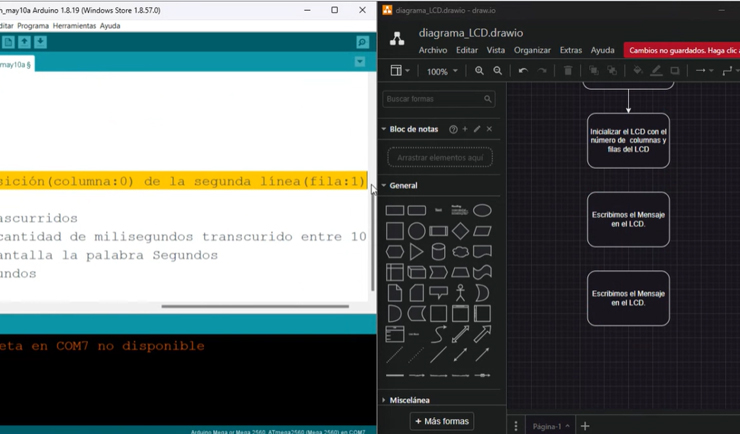 n_may10a Arduino 1.8.19 (Windows Store 1.8.57.0)
ditar Programa Herramientas Ayuda
may10a §
sición(columna:0) de la segunda línea(fila:1)
ascurridos
cantidad de milisegundos transcurido entre 10
antalla la palabra Segundos
undos
eta en COM7 no disponible
Arduino Mega or Mega 2560, ATmega2560 (Mega 2560) en COM7
diagrama_LCD.drawio - draw.io
diagrama_LCD.drawio
Archivo Editar Vista Organizar Extras Ayuda
Cambios no guardados. Haga clic a
100%
Buscar formas
Bloc de notas
Arrastrar elementos aquí
General
Text
Heading
Miscelánea
+ Más formas
Inicializar el LCD con el
número de columnas y
filas del LCD
Escribimos el Mensaje
en el LCD.
Escribimos el Mensaje
en el LCD.
Página-1